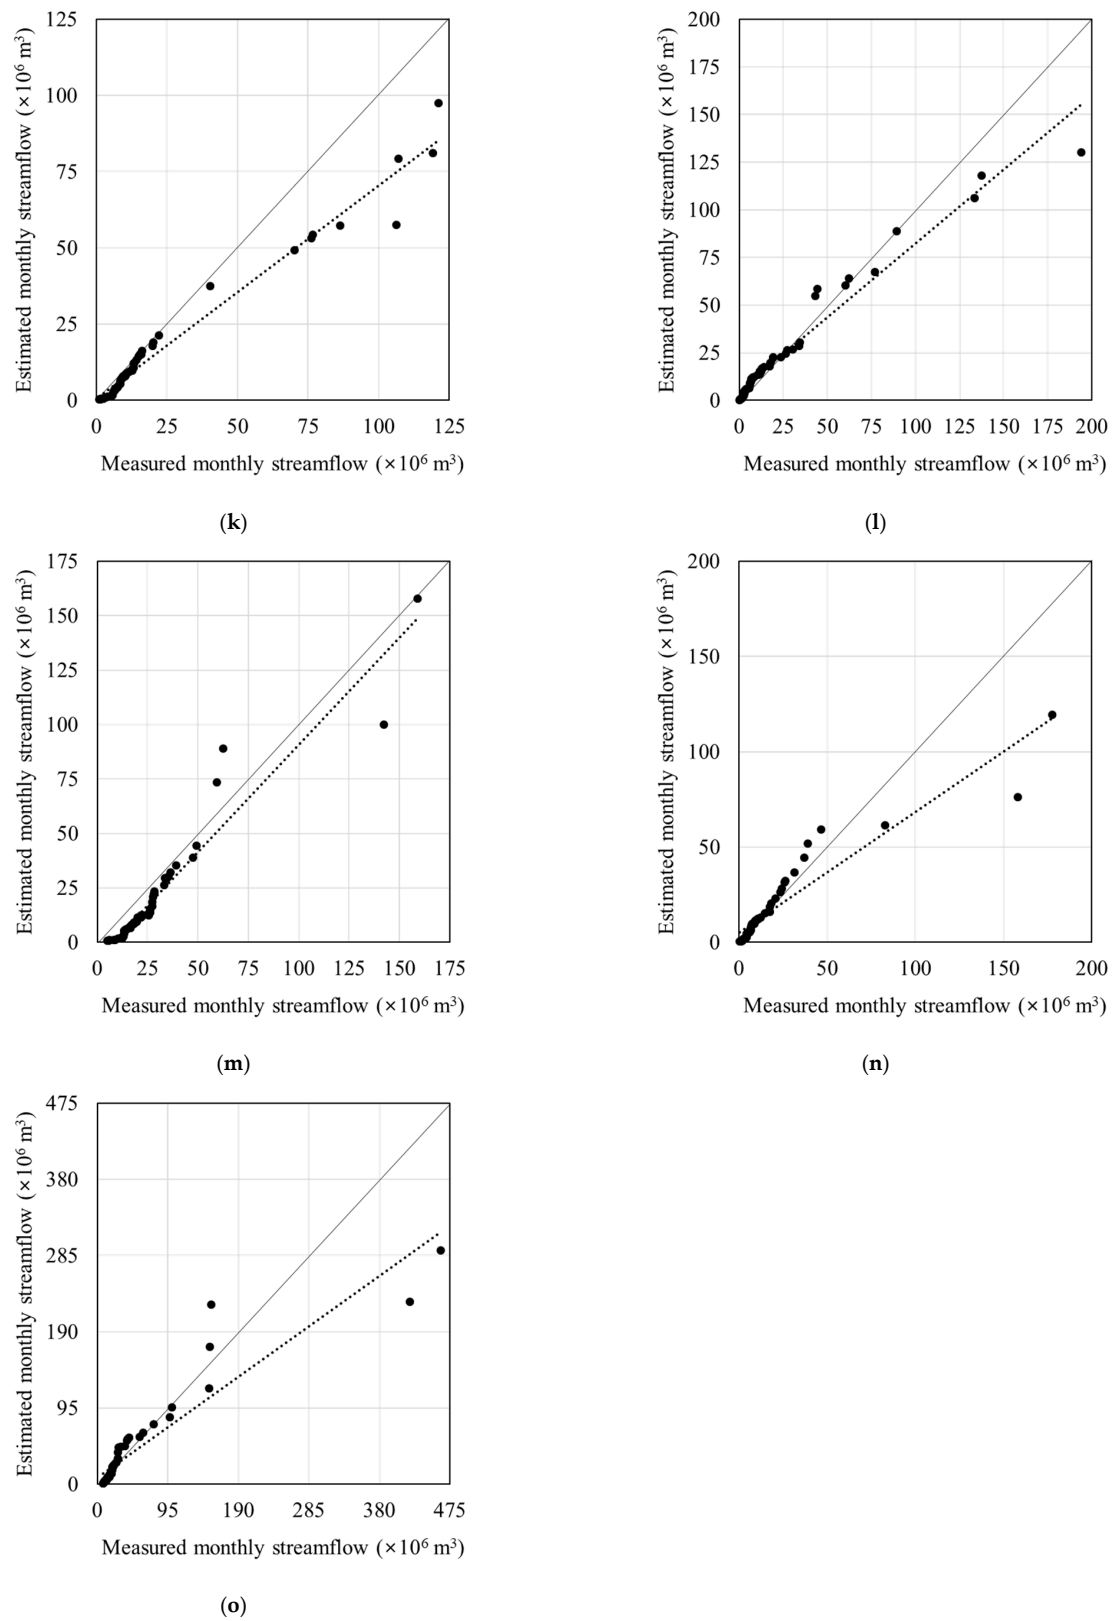 125
100
75
50
25
0
Estimated monthly streamflow (×10⁶ m³)
0 25 50 75 100 125
Measured monthly streamflow (×10⁶ m³)
(k)
200
175
150
125
100
75
50
25
0
Estimated monthly streamflow (×10⁶ m³)
0 25 50 75 100 125 150 175 200
Measured monthly streamflow (×10⁶ m³)
(l)
175
150
125
100
75
50
25
0
Estimated monthly streamflow (×10⁶ m³)
0 25 50 75 100 125 150 175
Measured monthly streamflow (×10⁶ m³)
(m)
200
150
100
50
0
Estimated monthly streamflow (×10⁶ m³)
0 50 100 150 200
Measured monthly streamflow (×10⁶ m³)
(n)
475
380
285
190
95
0
Estimated monthly streamflow (×10⁶ m³)
0 95 190 285 380 475
Measured monthly streamflow (×10⁶ m³)
(o)